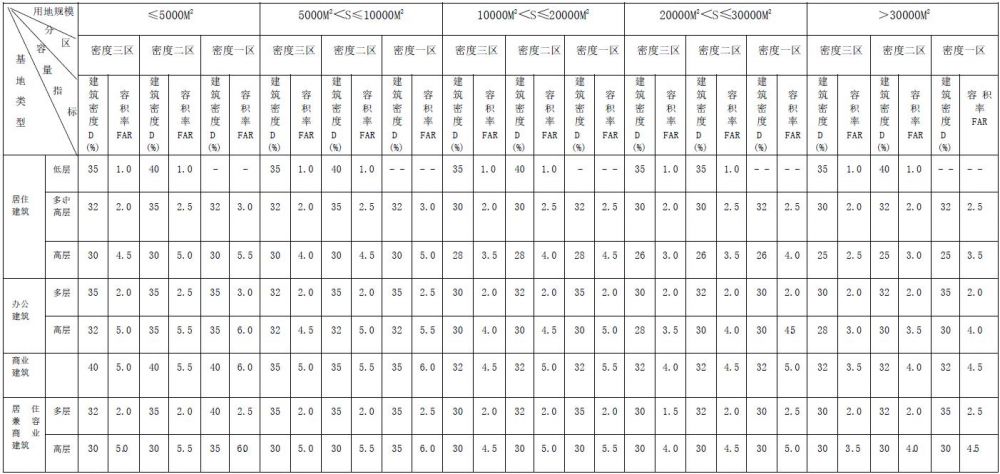 用地规模 ≤5000M² 5000M²<S≤10000M² 10000M²<S≤20000M² 20000M²<S≤30000M² >30000M²
分区
容量指标
基地类型
密度三区 密度二区 密度一区 密度三区 密度二区 密度一区 密度三区 密度二区 密度一区 密度三区 密度二区 密度一区 密度三区 密度二区 密度一区
建筑密度D(%) 容积率FAR 建筑密度D(%) 容积率FAR 建筑密度D(%) 容积率FAR 建筑密度D(%) 容积率FAR 建筑密度D(%) 容积率FAR 建筑密度D(%) 容积率FAR 建筑密度D(%) 容积率FAR 建筑密度D(%) 容积率FAR 建筑密度D(%) 容积率FAR 建筑密度D(%) 容积率FAR 建筑密度D(%) 容积率FAR 建筑密度D(%) 容积率FAR 建筑密度D(%) 容积率FAR 建筑密度D(%) 容积率FAR 建筑密度D(%) 容积率FAR
居住建筑
低层 35 1.0 40 1.0 - - 35 1.0 40 1.0 -- -- 35 1.0 40 1.0 - -- 35 1.0 35 1.0 -- -- 35 1.0 40 1.0 -- --
多中高层 32 2.0 35 2.5 32 3.0 32 2.0 35 2.5 32 3.0 30 2.0 30 2.5 32 2.5 30 2.0 30 2.5 32 2.5 30 2.0 32 2.0 32 2.5
高层 30 4.5 30 5.0 30 5.5 30 4.0 30 4.5 30 5.0 28 3.5 28 4.0 28 4.5 26 3.0 26 3.5 26 4.0 25 2.5 25 3.0 25 3.5
办公建筑
多层 35 2.0 35 2.5 35 3.0 32 2.0 35 2.0 35 2.5 30 2.0 32 2.0 35 2.0 30 2.0 32 2.0 30 2.0 30 2.0 32 2.0 35 2.0
高层 32 5.0 35 5.5 35 6.0 32 4.5 32 5.0 32 5.5 30 4.0 30 4.5 30 5.0 28 3.5 30 4.0 30 4.5 28 3.0 30 3.5 30 4.0
商业建筑 40 5.0 40 5.5 40 6.0 35 5.0 35 5.5 35 6.0 32 4.5 32 5.0 32 5.5 32 4.0 32 4.5 32 5.0 32 3.5 32 4.0 32 4.5
居住兼容商业建筑
多层 32 2.0 35 2.0 40 2.5 35 2.0 35 2.0 35 2.5 30 2.0 32 2.0 35 2.0 30 1.5 32 2.0 30 2.5 30 2.0 32 2.0 35 2.5
高层 30 5.0 30 5.5 35 6.0 30 5.0 30 5.5 35 6.0 30 4.5 30 5.0 30 5.5 30 4.0 30 4.5 30 5.0 30 3.5 30 4.0 30 4.5